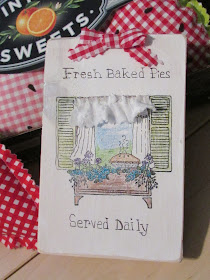 SWEETS.
Fresh Baked Pies
Served Daily